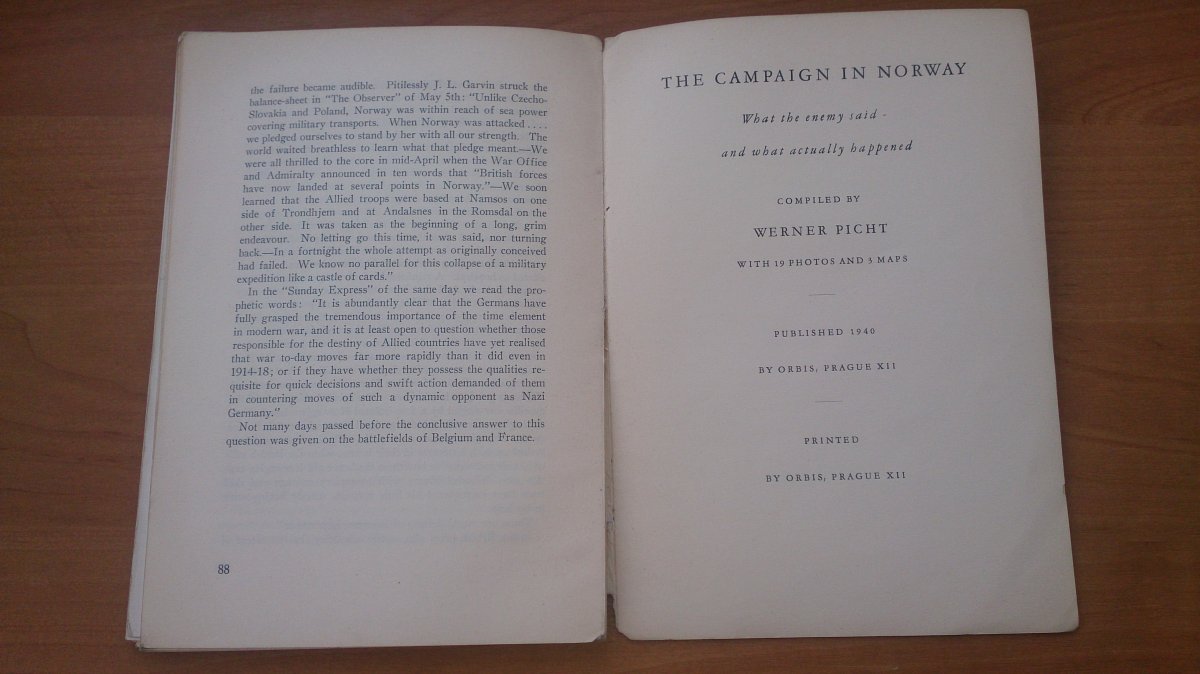 the failure became audible. Pitilessly J. L. Garvin struck the
balance-sheet in "The Observer" of May 5th: "Unlike Czecho-
Slovakia and Poland, Norway was within reach of sea power
covering military transports. When Norway was attacked....
we pledged ourselves to stand by her with all our strength. The
world waited breathless to learn what that pledge meant.—We
were all thrilled to the core in mid-April when the War Office
and Admiralty announced in ten words that "British forces
have now landed at several points in Norway."—We soon
learned that the Allied troops were based at Namsos on one
side of Trondhjem and at Andalsnes in the Romsdal on the
other side. It was taken as the beginning of a long, grim
endeavour. No letting go this time, it was said, nor turning
back.—In a fortnight the whole attempt as originally conceived
had failed. We know no parallel for this collapse of a military
expedition like a castle of cards."
In the "Sunday Express" of the same day we read the pro-
phetic words: "It is abundantly clear that the Germans have
fully grasped the tremendous importance of the time element
in modern war, and it is at least open to question whether those
responsible for the destiny of Allied countries have yet realised
that war to-day moves far more rapidly than it did even in
1914-18; or if they have whether they possess the qualities re-
quisite for quick decisions and swift action demanded of them
in countering moves of such a dynamic opponent as Nazi
Germany."
Not many days passed before the conclusive answer to this
question was given on the battlefields of Belgium and France.
88
THE CAMPAIGN IN NORWAY
What the enemy said -
and what actually happened
COMPILED BY
WERNER PICHT
WITH 19 PHOTOS AND 3 MAPS
PUBLISHED 1940
BY ORBIS, PRAGUE XII
PRINTED
BY ORBIS, PRAGUE XII